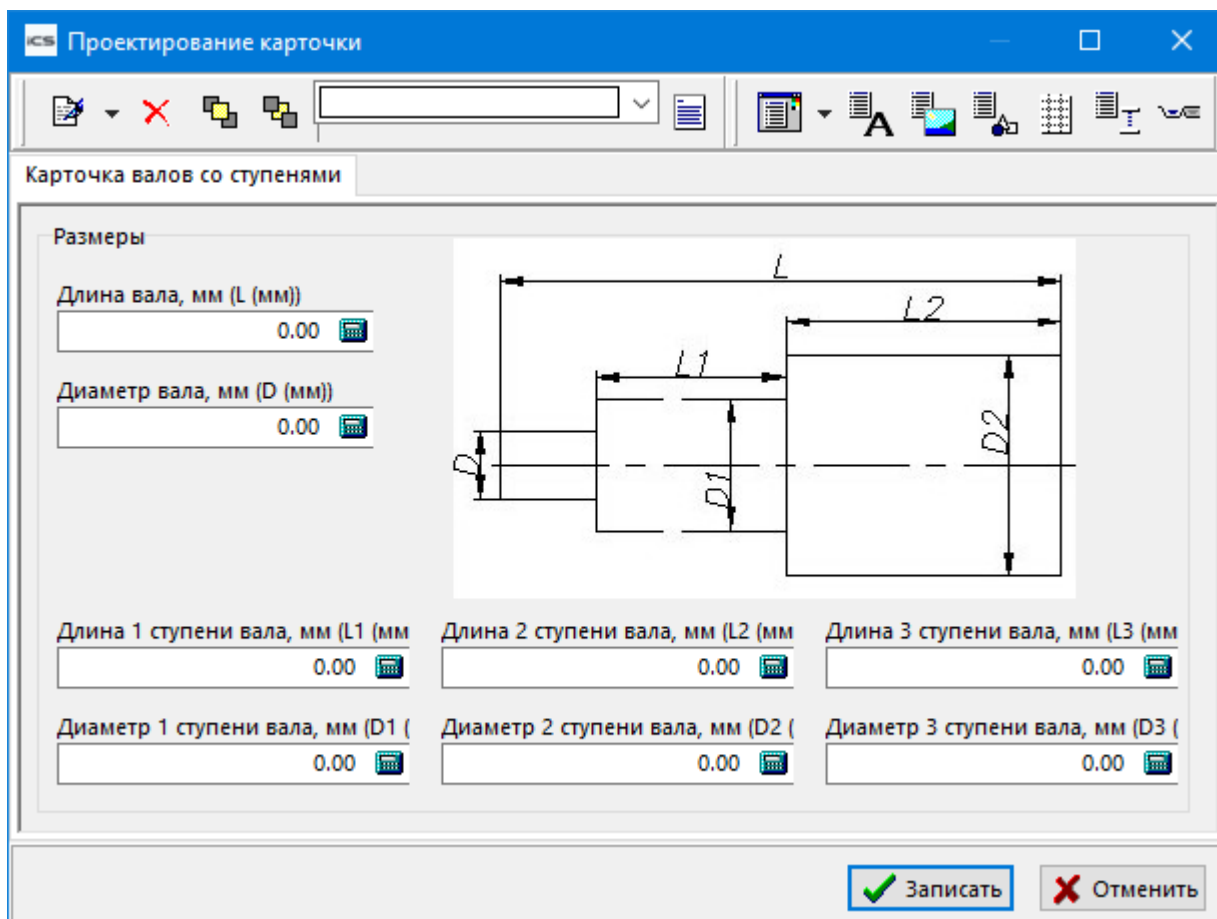 iCS Проектирование карточки
A
Карточка валов со ступенями
Размеры
L
Длина вала, мм (L (мм))
L2
0.00
L1
Диаметр вала, мм (D (мм))
0.00
D
D1
D2
Длина 1 ступени вала, мм (L1 (мм
Длина 2 ступени вала, мм (L2 (мм
Длина 3 ступени вала, мм (L3 (мм
0.00
0.00
0.00
Диаметр 1 ступени вала, мм (D1 (
Диаметр 2 ступени вала, мм (D2 (
Диаметр 3 ступени вала, мм (D3 (
0.00
0.00
0.00
Записать
Отменить